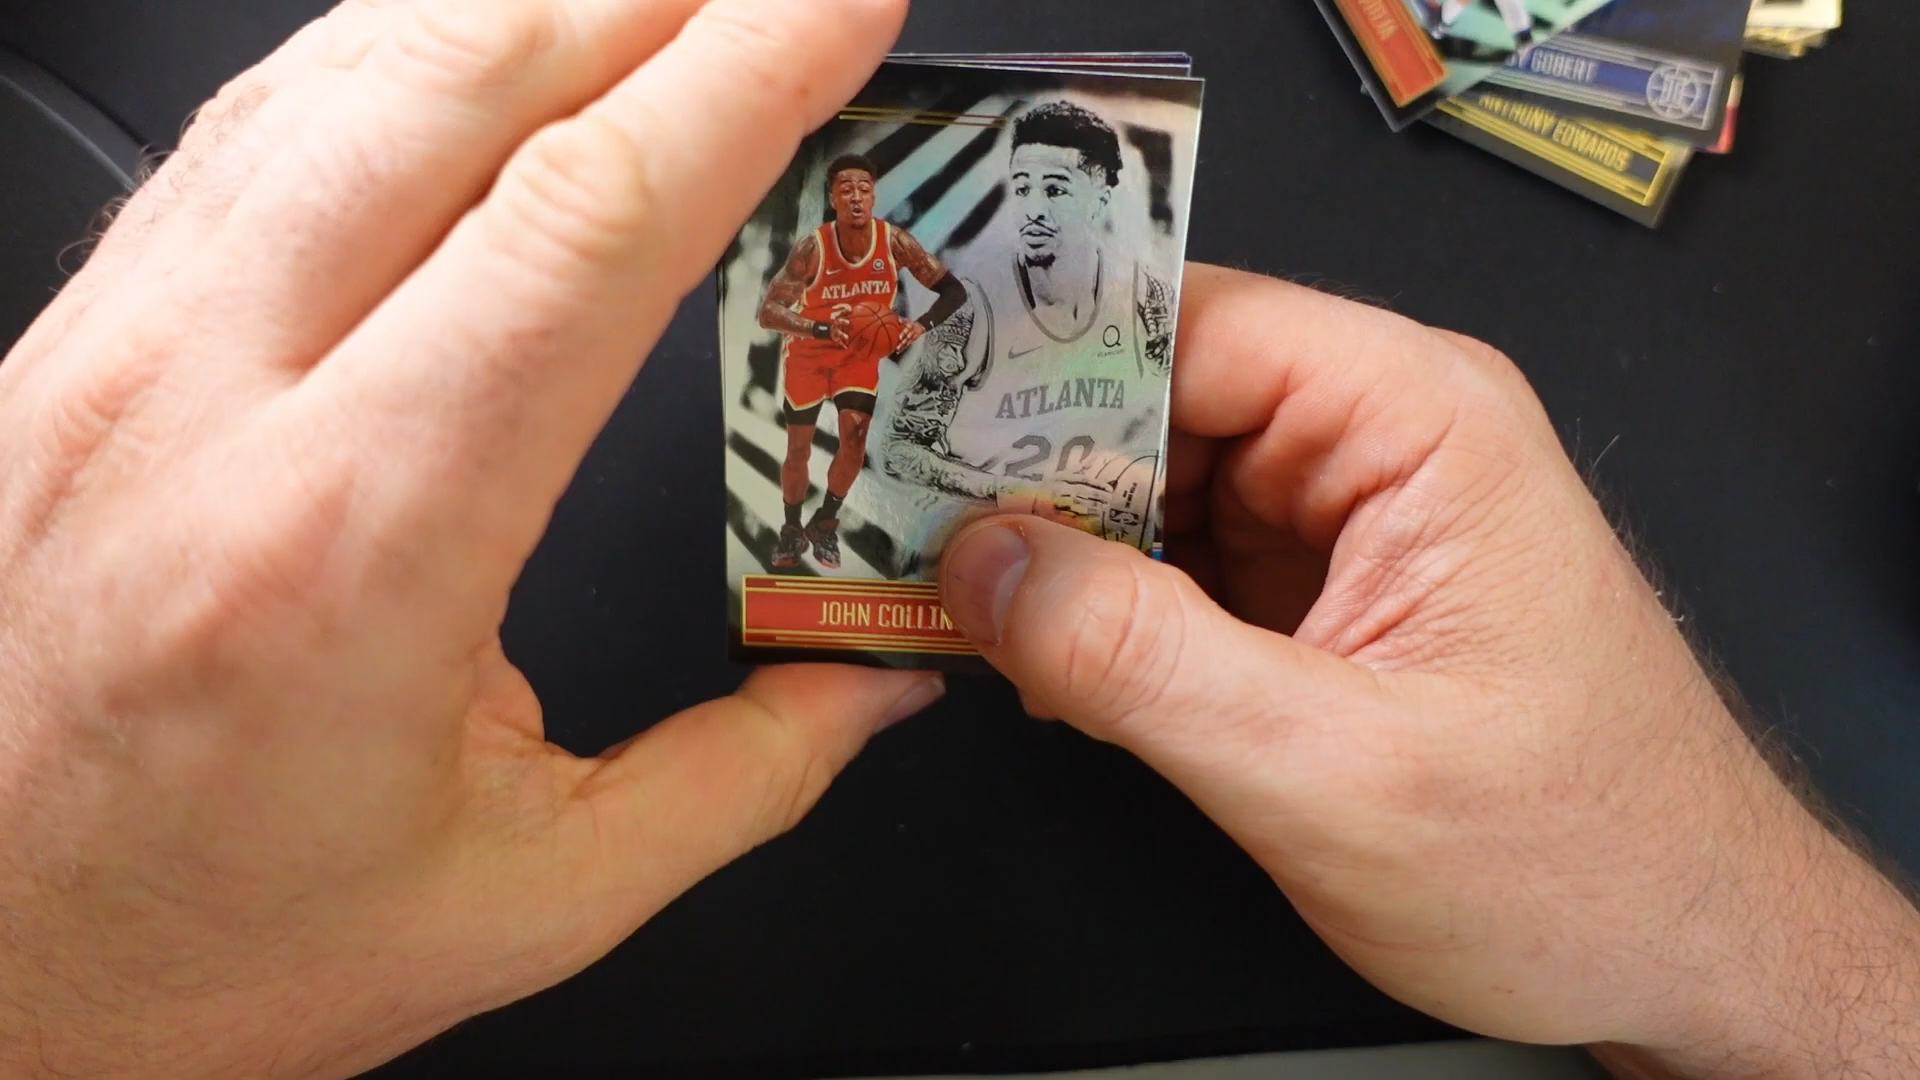 GOBERT
ANTHONY EDWARDS
ATLANTA
ATLANTA
20
JOHN COLLIN